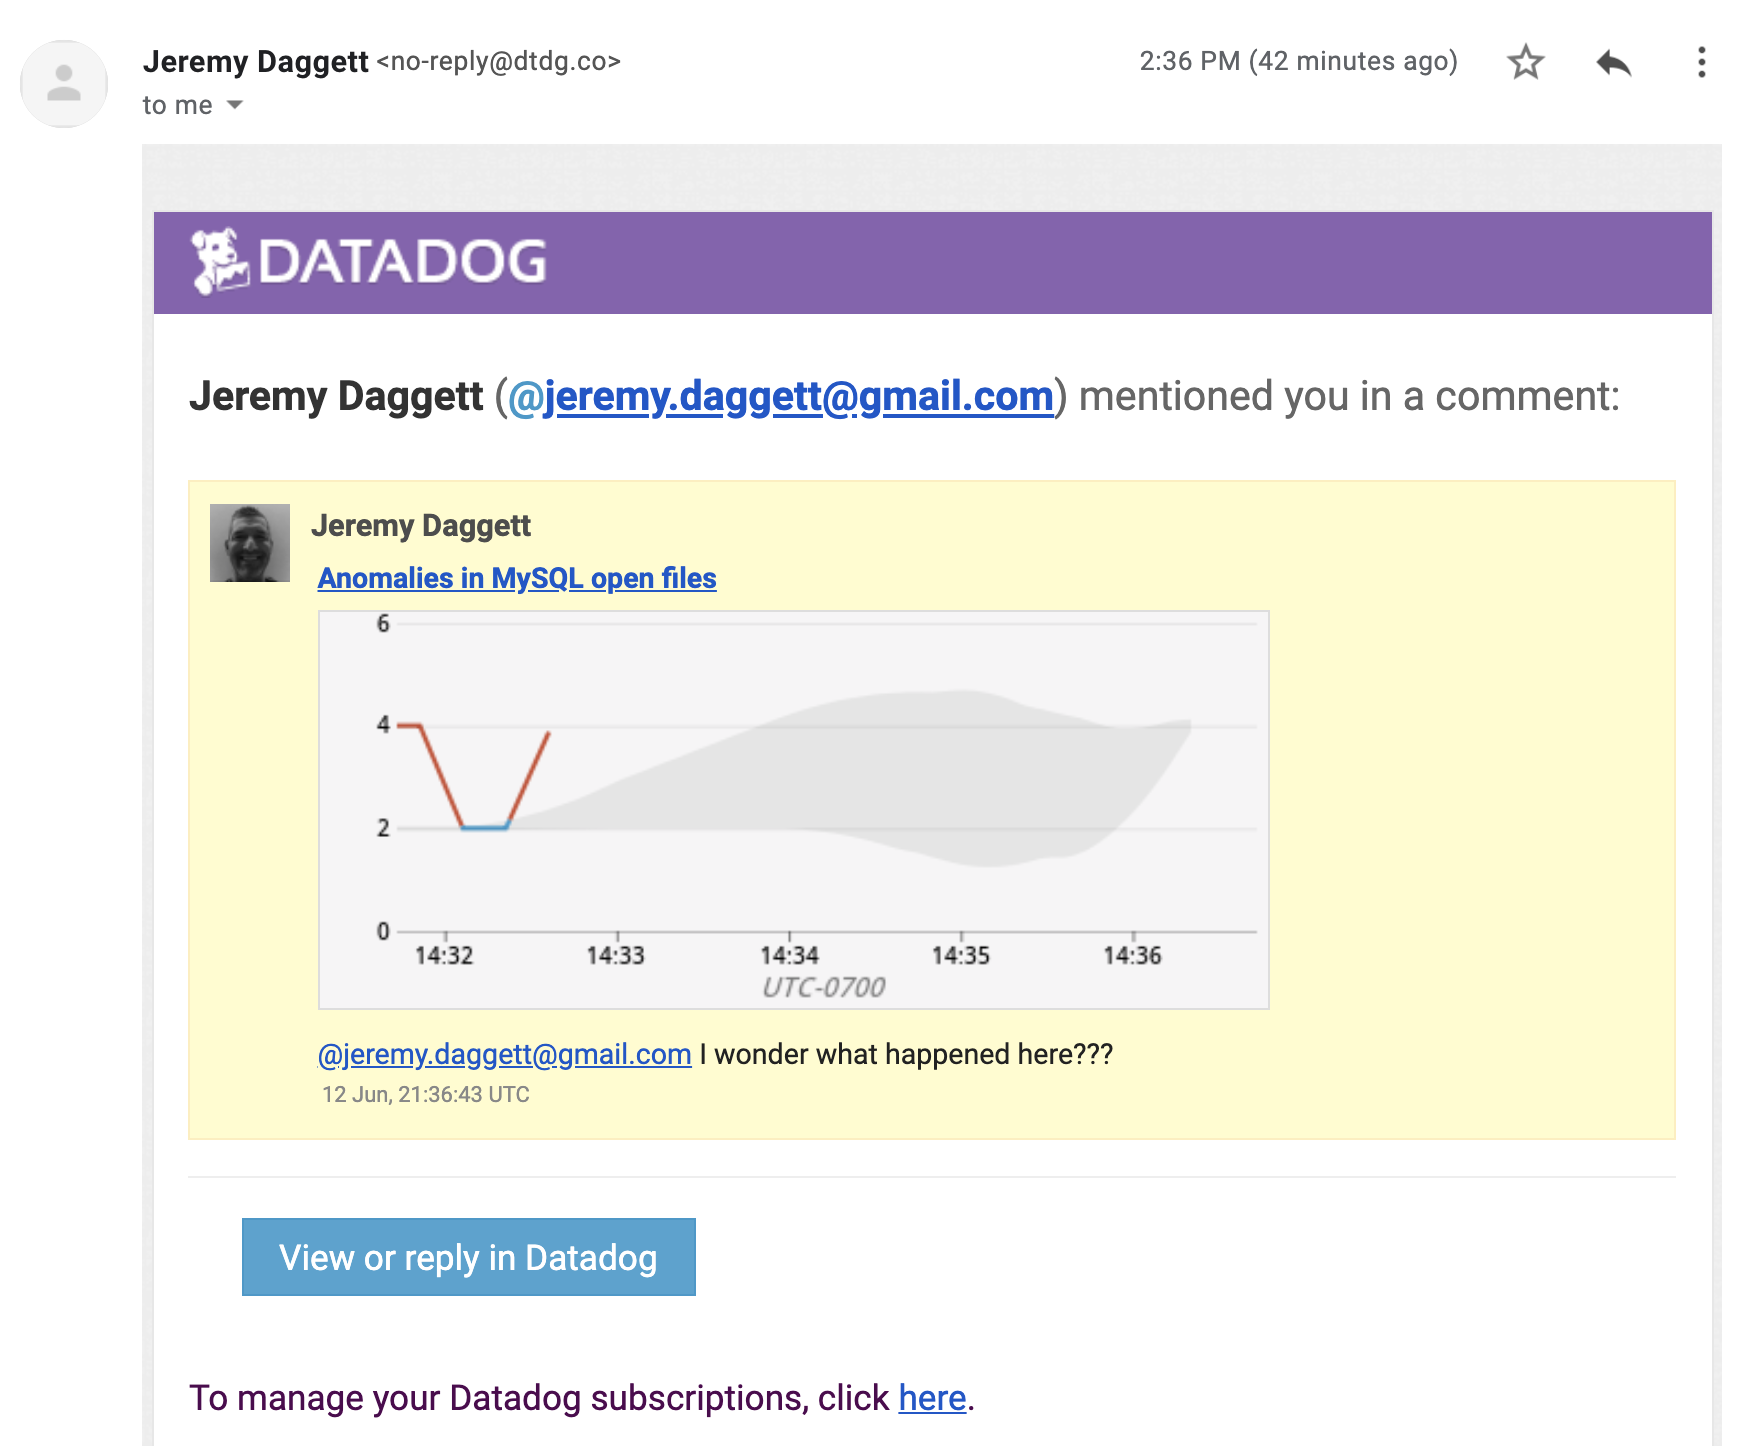 Jeremy Daggett <no-reply@dtdg.co>
2:36 PM (42 minutes ago)
to me
DATADOG
Jeremy Daggett (@jeremy.daggett@gmail.com) mentioned you in a comment:
Jeremy Daggett
Anomalies in MySQL open files
6
4
2
0
14:32 14:33 14:34 14:35 14:36
UTC-0700
@jeremy.daggett@gmail.com I wonder what happened here???
12 Jun, 21:36:43 UTC
View or reply in Datadog
To manage your Datadog subscriptions, click here.